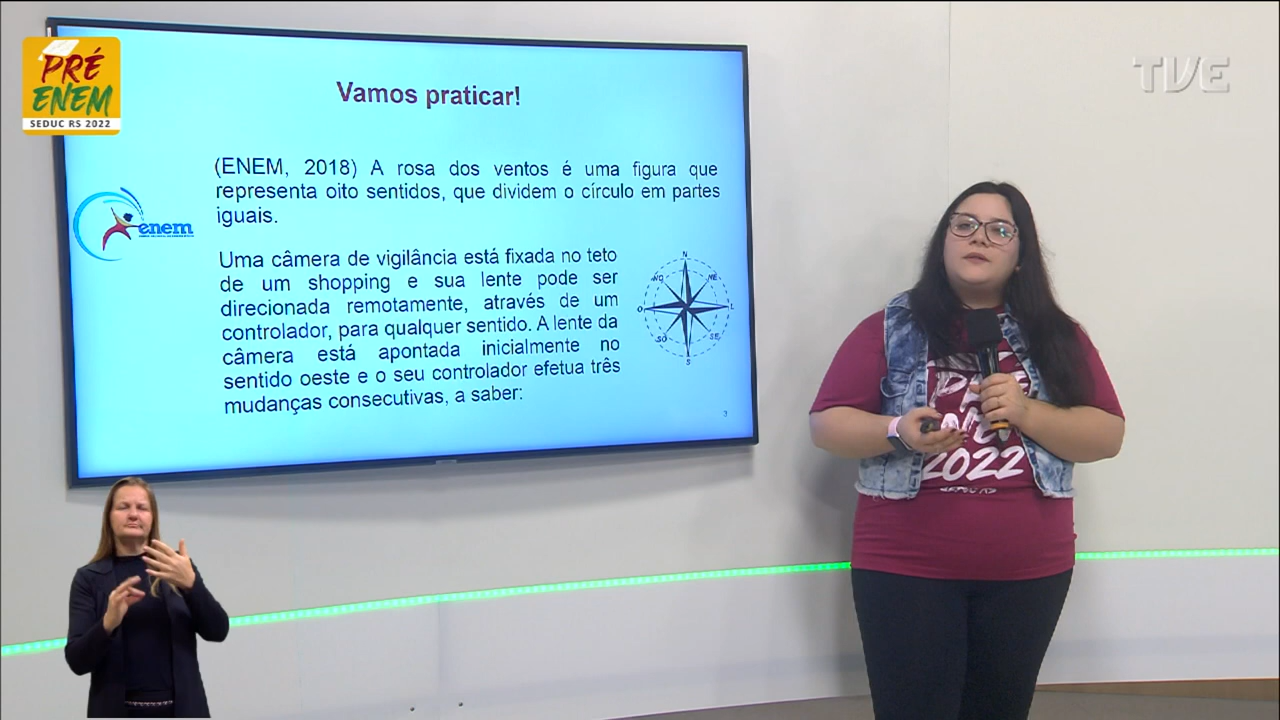 PRÉ
ENEM
SEDUC RS 2022
TVE
Vamos praticar!
(ENEM, 2018) A rosa dos ventos é uma figura que
representa oito sentidos, que dividem o círculo em partes
iguais.
enem
Uma câmera de vigilância está fixada no teto
de um shopping e sua lente pode ser
direcionada remotamente, através de um
controlador, para qualquer sentido. A lente da
câmera está apontada inicialmente no
sentido oeste e o seu controlador efetua três
mudanças consecutivas, a saber:
N
NO
NE
O
L
SO
SE
S
3
2022